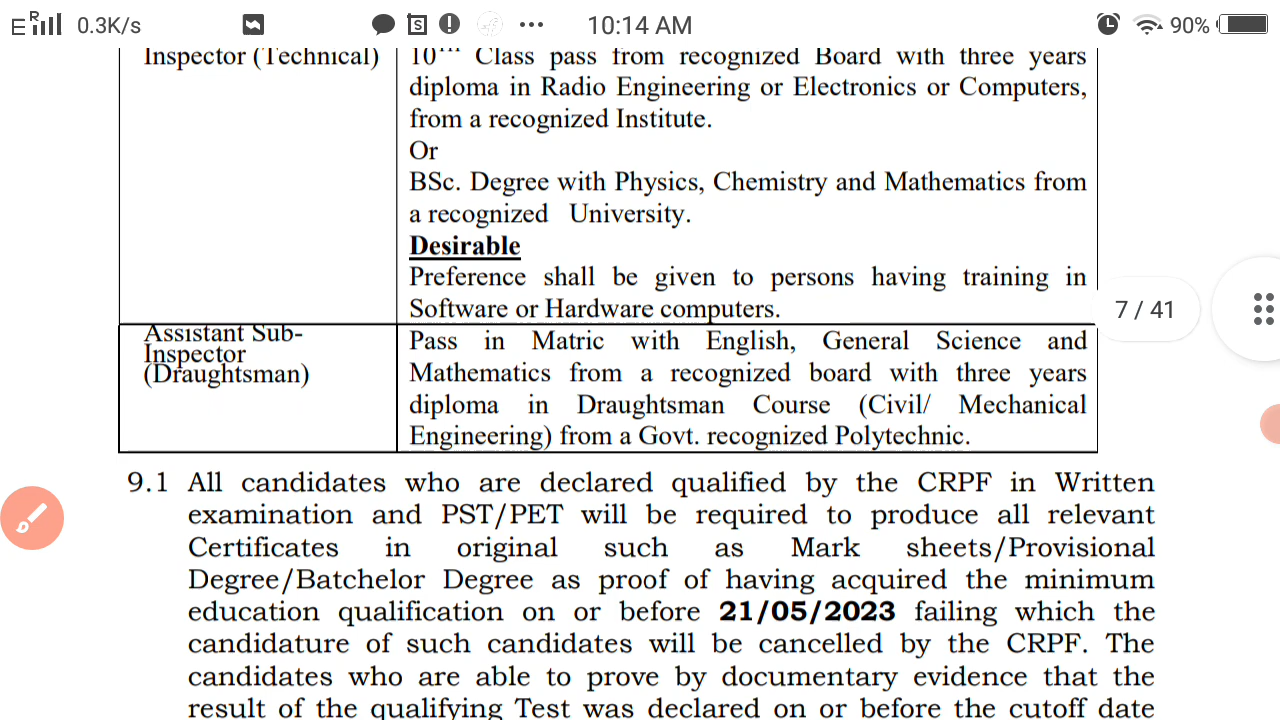 E R 0.3K/s S 10:14 AM 90%
Inspector (Technical)
10th Class pass from recognized Board with three years
diploma in Radio Engineering or Electronics or Computers,
from a recognized Institute.
Or
BSc. Degree with Physics, Chemistry and Mathematics from
a recognized University.
Desirable
Preference shall be given to persons having training in
Software or Hardware computers.
7 / 41
Assistant Sub-
Inspector
(Draughtsman)
Pass in Matric with English, General Science and
Mathematics from a recognized board with three years
diploma in Draughtsman Course (Civil/ Mechanical
Engineering) from a Govt. recognized Polytechnic.
9.1 All candidates who are declared qualified by the CRPF in Written
examination and PST/PET will be required to produce all relevant
Certificates in original such as Mark sheets/Provisional
Degree/Batchelor Degree as proof of having acquired the minimum
education qualification on or before 21/05/2023 failing which the
candidature of such candidates will be cancelled by the CRPF. The
candidates who are able to prove by documentary evidence that the
result of the qualifying Test was declared on or before the cutoff date